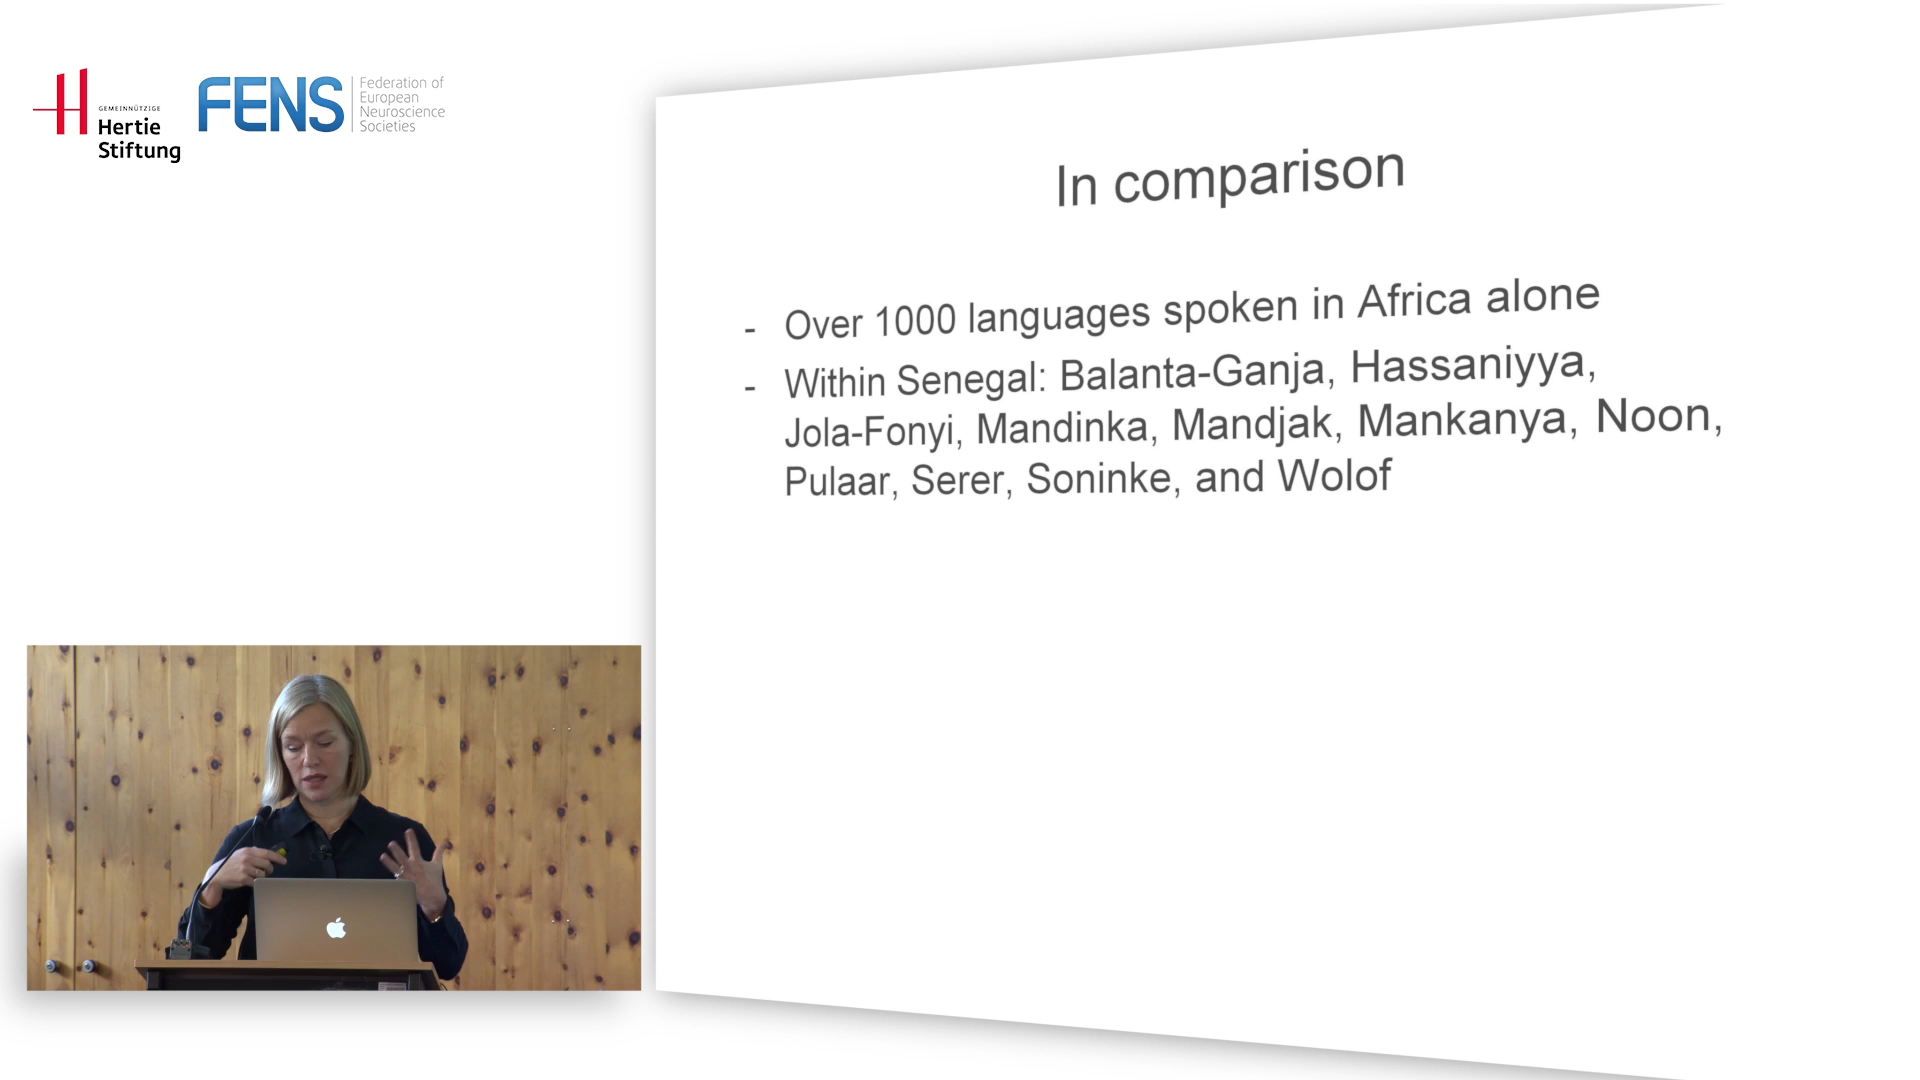 GEMEINNÜTZIGE
Hertie
Stiftung
FENS
Federation of
European
Neuroscience
Societies
In comparison
- Over 1000 languages spoken in Africa alone
- Within Senegal: Balanta-Ganja, Hassaniyya,
Jola-Fonyi, Mandinka, Mandjak, Mankanya, Noon,
Pulaar, Serer, Soninke, and Wolof